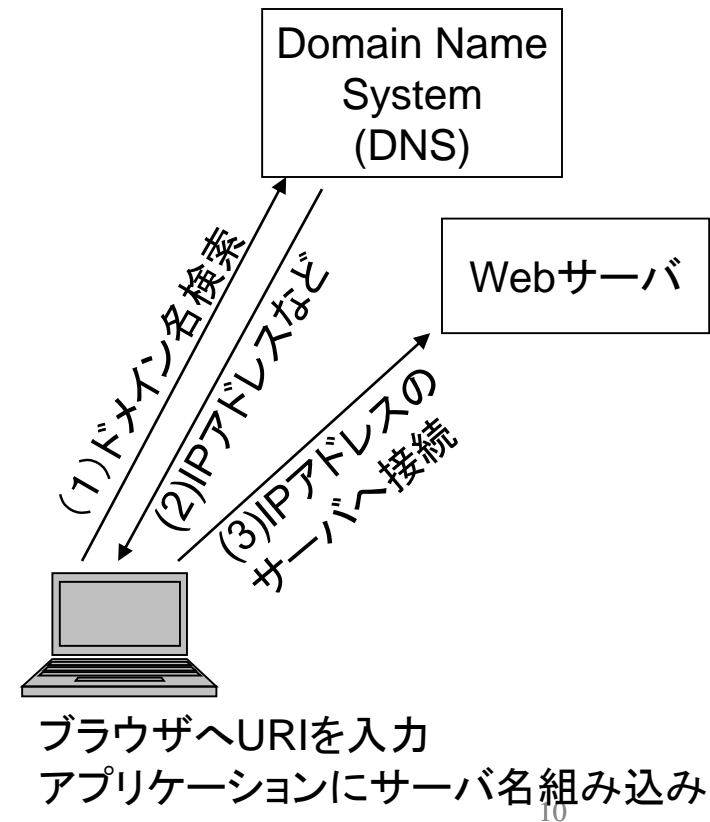 Domain Name
System
(DNS)
Webサーバ
(1)ドメイン名検索
(2)IPアドレスなど
(3)IPアドレスの
サーバへ接続
ブラウザへURIを入力
アプリケーションにサーバ名組み込み
10